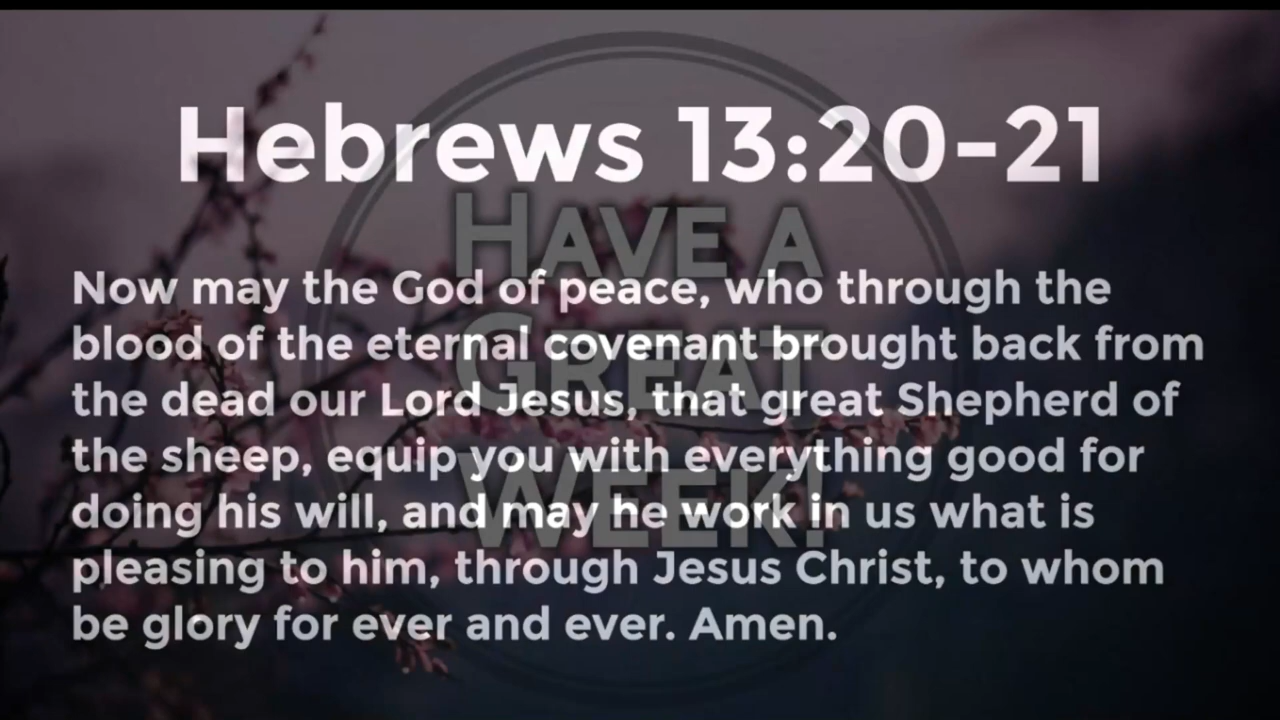 Hebrews 13:20-21
HAVE A
GREAT
WEEK!
Now may the God of peace, who through the
blood of the eternal covenant brought back from
the dead our Lord Jesus, that great Shepherd of
the sheep, equip you with everything good for
doing his will, and may he work in us what is
pleasing to him, through Jesus Christ, to whom
be glory for ever and ever. Amen.